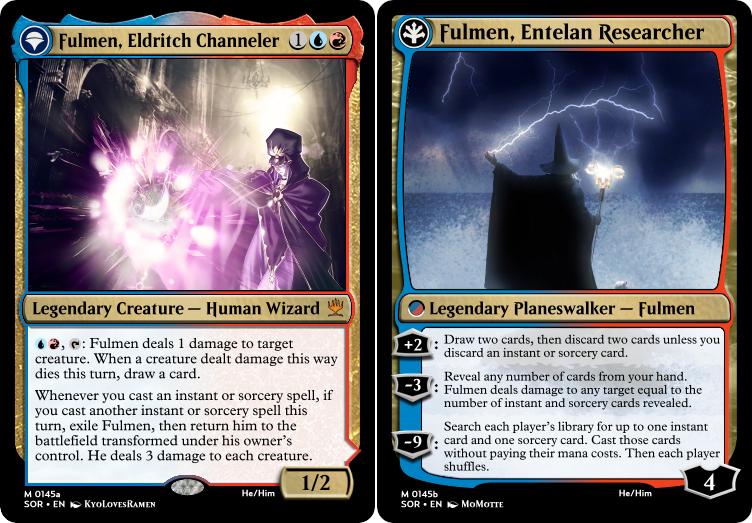 Fulmen, Eldritch Channeler 1
Legendary Creature — Human Wizard
: Fulmen deals 1 damage to target
creature. When a creature dealt damage this way
dies this turn, draw a card.
Whenever you cast an instant or sorcery spell, if
you cast another instant or sorcery spell this
turn, exile Fulmen, then return him to the
battlefield transformed under his owner's
control. He deals 3 damage to each creature.
1/2
M 0145a
He/Him
SOR • EN KyoLovesRamen
Fulmen, Entelan Researcher
Legendary Planeswalker — Fulmen
+2: Draw two cards, then discard two cards unless you
discard an instant or sorcery card.
-3: Reveal any number of cards from your hand.
Fulmen deals damage to any target equal to the
number of instant and sorcery cards revealed.
-9: Search each player's library for up to one instant
card and one sorcery card. Cast those cards
without paying their mana costs. Then each player
shuffles.
4
M 0145b
He/Him
SOR • EN MoMotte